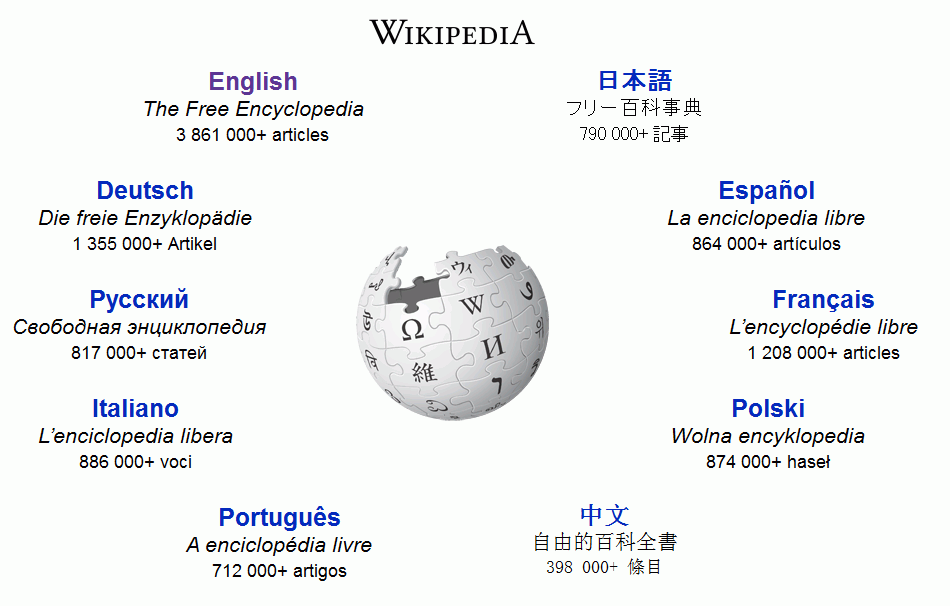 WIKIPEDIA
English
The Free Encyclopedia
3 861 000+ articles
日本語
フリー百科事典
790 000+ 記事
Deutsch
Die freie Enzyklopädie
1 355 000+ Artikel
Español
La enciclopedia libre
864 000+ artículos
Русский
Свободная энциклопедия
817 000+ статей
Français
L'encyclopédie libre
1 208 000+ articles
Italiano
L'enciclopedia libera
886 000+ voci
Polski
Wolna encyklopedia
874 000+ haseł
Português
A enciclopédia livre
712 000+ artigos
中文
自由的百科全書
398 000+ 條目
ウィ
Ω
W
И
維